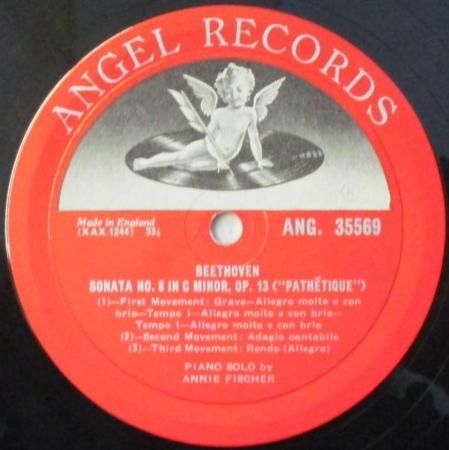 ANGEL RECORDS
Made in England
(XAX.1244) 33⅓
ANG. 35569
BEETHOVEN
SONATA NO. 8 IN C MINOR, OP. 13 ("PATHÉTIQUE")
(1)—First Movement: Grave—Allegro molto e con
brio—Tempo I—Allegro molto e con brio—
Tempo I—Allegro molto e con brio
(2)—Second Movement: Adagio cantabile
(3)—Third Movement: Rondo (Allegro)
PIANO SOLO by
ANNIE FISCHER